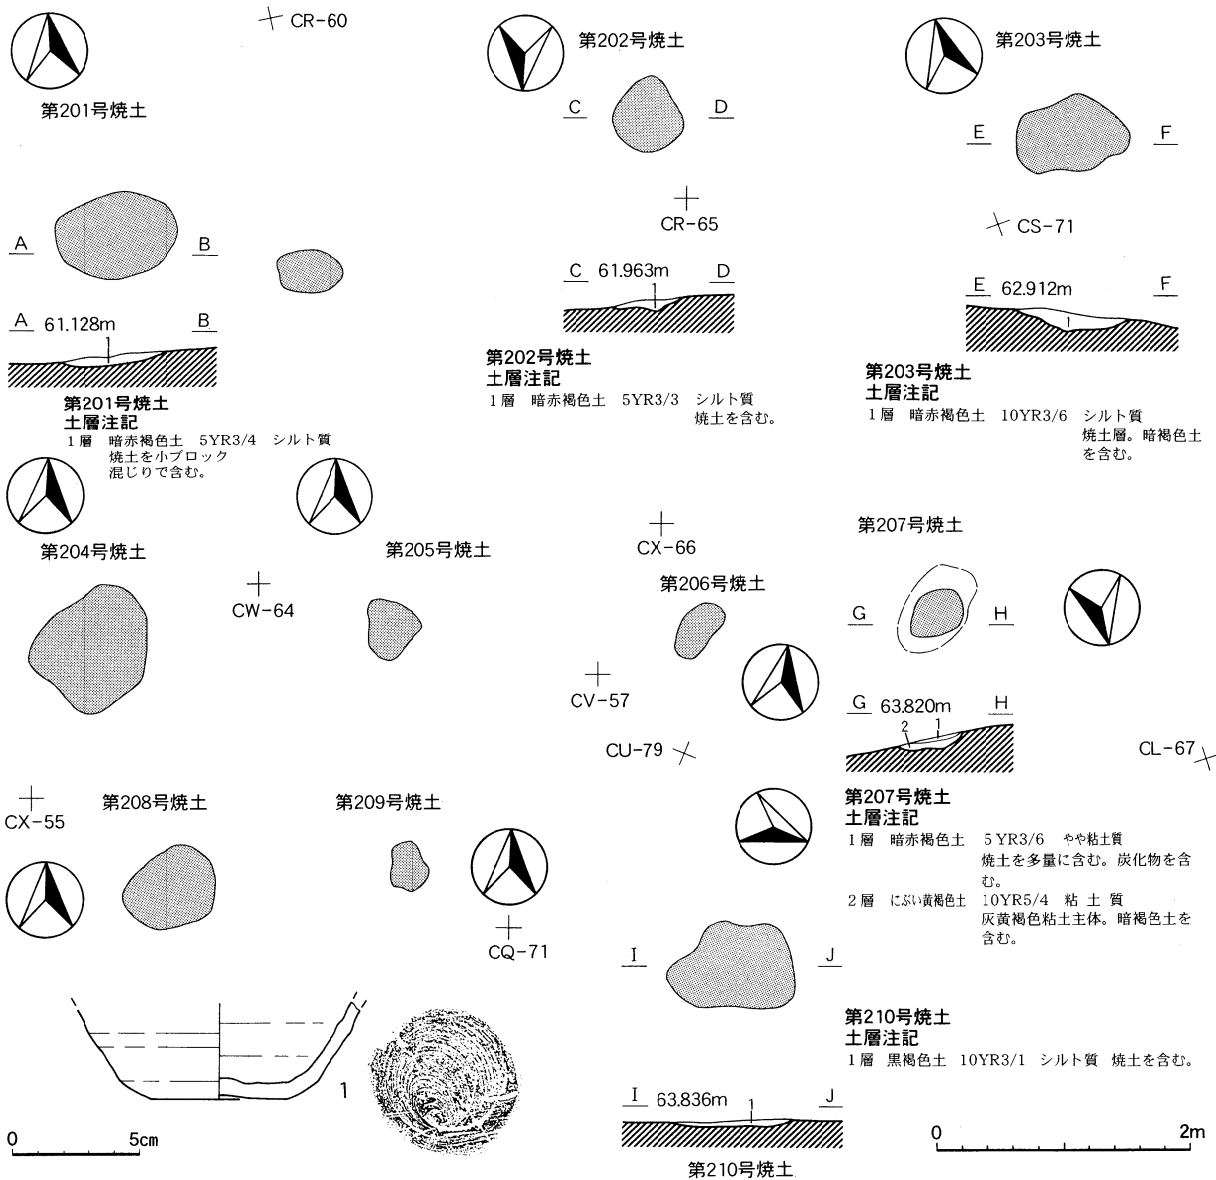 CR-60
第201号焼土
A
B
A 61.128m B
1
第201号焼土
土層注記
1層 暗赤褐色土 5YR3/4 シルト質
焼土を小ブロック
混じりで含む。
第202号焼土
C
D
CR-65
C 61.963m D
1
第202号焼土
土層注記
1層 暗赤褐色土 5YR3/3 シルト質
焼土を含む。
第203号焼土
E
F
CS-71
E 62.912m F
1
第203号焼土
土層注記
1層 暗赤褐色土 10YR3/6 シルト質
焼土層。暗褐色土
を含む。
第204号焼土
CW-64
第205号焼土
CX-66
第206号焼土
CV-57
CU-79
第207号焼土
G
H
G 63.820m H
2 1
CL-67
第207号焼土
土層注記
1層 暗赤褐色土 5YR3/6 やや粘土質
焼土を多量に含む。炭化物を含
む。
2層 にぶい黄褐色土 10YR5/4 粘土質
灰黄褐色粘土主体。暗褐色土を
含む。
CX-55
第208号焼土
第209号焼土
CQ-71
I
J
第210号焼土
土層注記
1層 黒褐色土 10YR3/1 シルト質 焼土を含む。
I 63.836m J
1
第210号焼土
1
0 5cm
0 2m